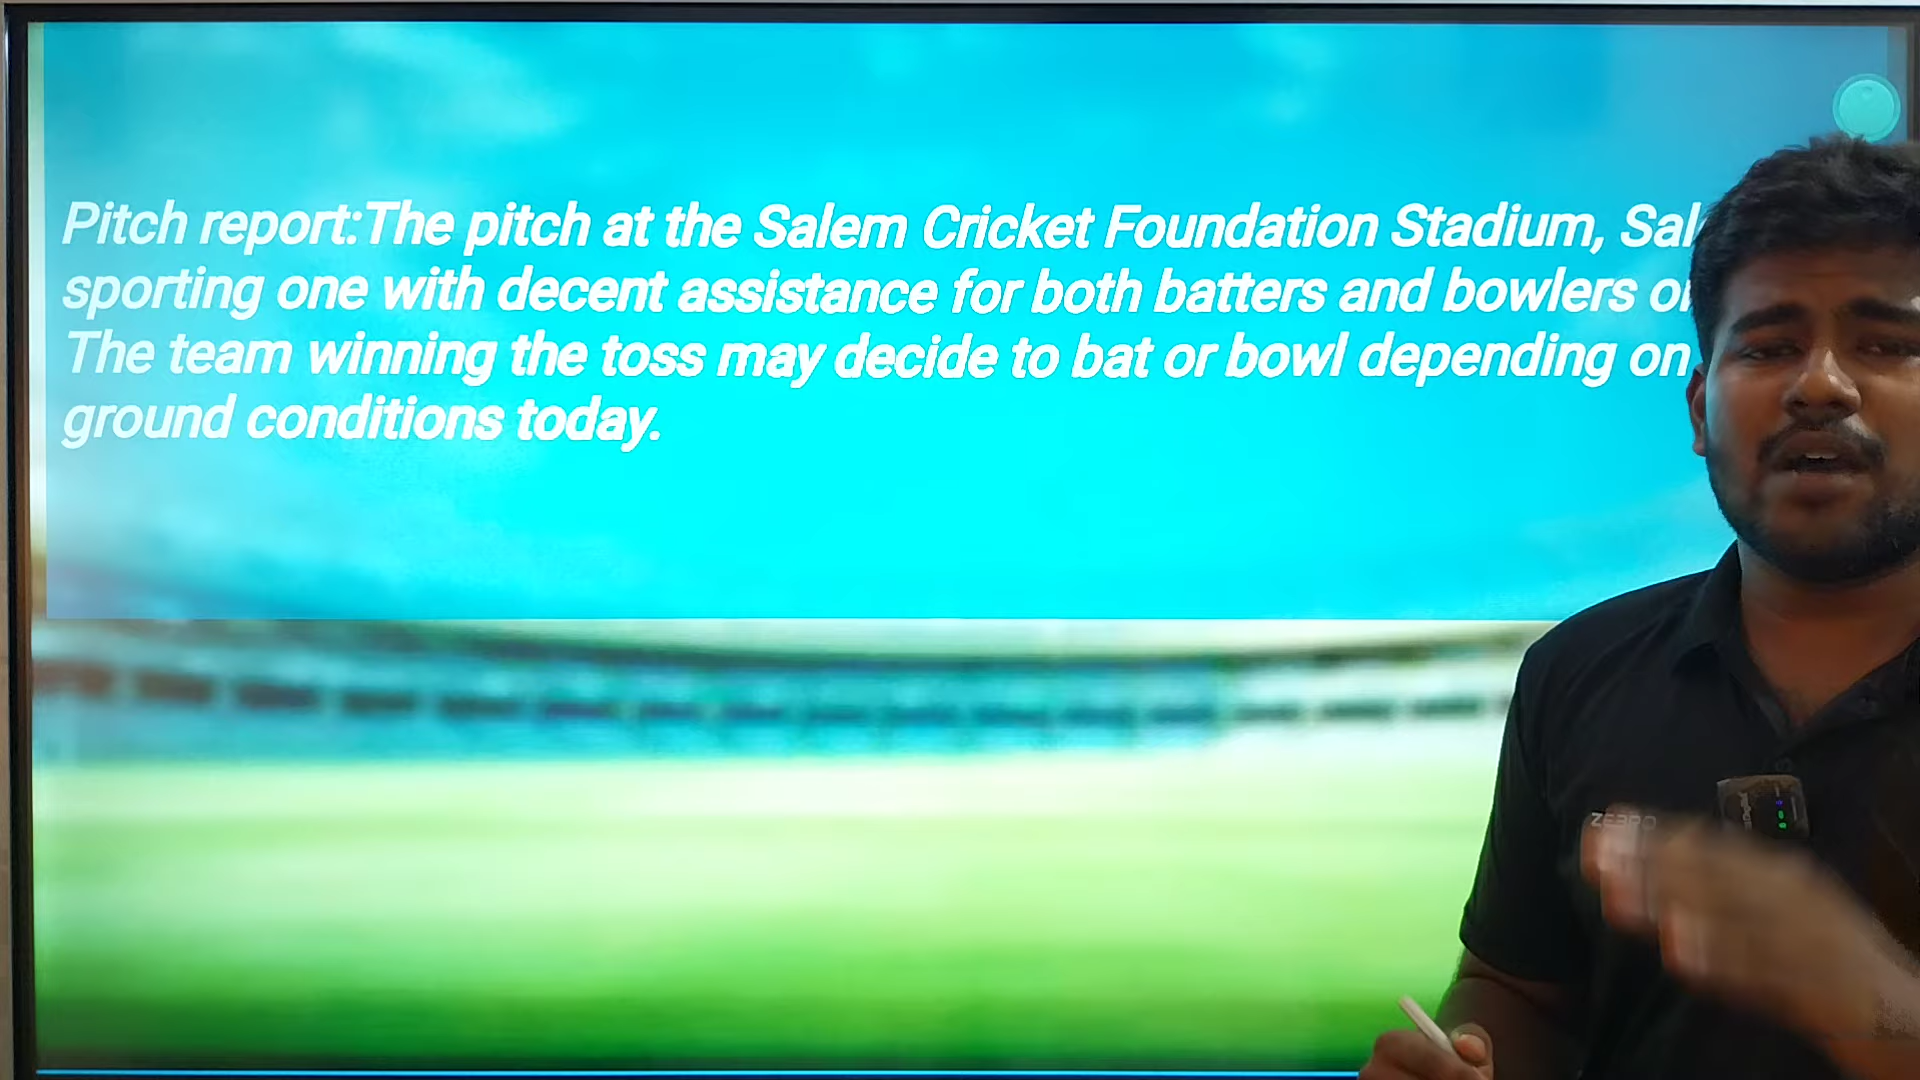 Pitch report:The pitch at the Salem Cricket Foundation Stadium,
sporting one with decent assistance for both batters and bowlers
The team winning the toss may decide to bat or bowl depending on
ground conditions today.
ZEBRO